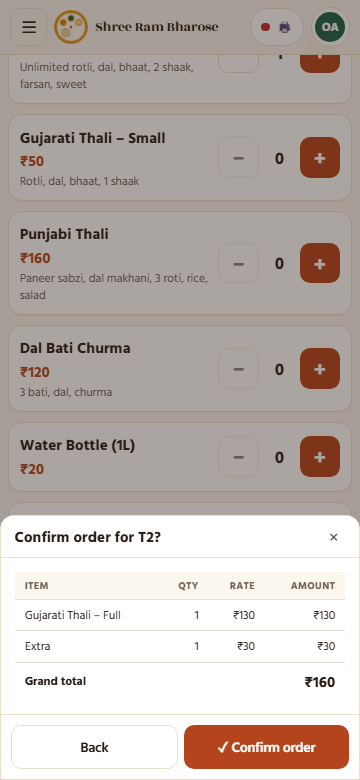 ☰ Shree Ram Bharose OA
Unlimited rotli, dal, bhaat, 2 shaak,
farsan, sweet
Gujarati Thali – Small
₹50
Rotli, dal, bhaat, 1 shaak
− 0 +
Punjabi Thali
₹160
Paneer sabzi, dal makhani, 3 roti, rice,
salad
− 0 +
Dal Bati Churma
₹120
3 bati, dal, churma
− 0 +
Water Bottle (1L)
₹20
− 0 +
Confirm order for T2? ×
ITEM QTY RATE AMOUNT
Gujarati Thali – Full 1 ₹130 ₹130
Extra 1 ₹30 ₹30
Grand total ₹160
Back ✓ Confirm order